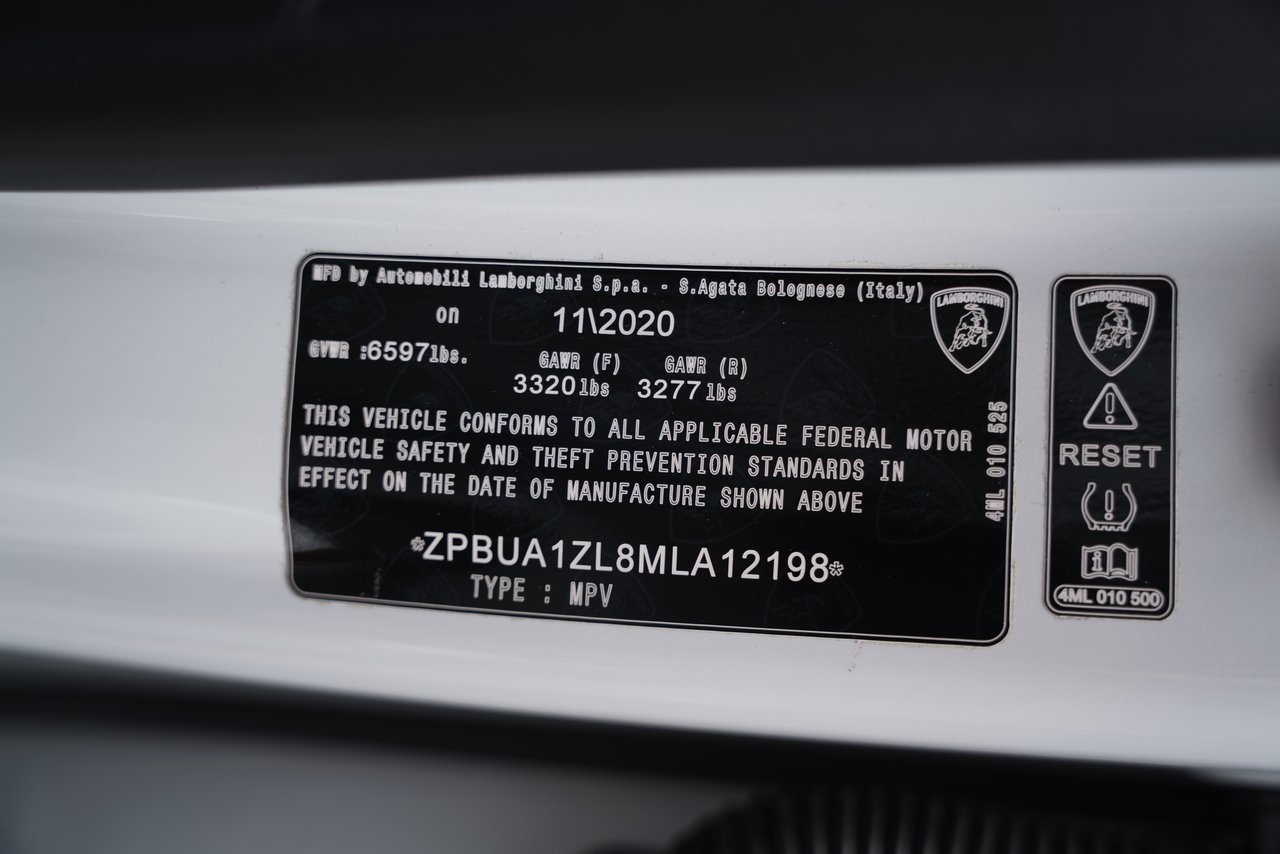 MFD by Automobili Lamborghini S.p.a. - S.Agata Bolognese (Italy)
on 11\2020
GVWR :6597lbs. GAWR (F) GAWR (R)
3320lbs 3277lbs
THIS VEHICLE CONFORMS TO ALL APPLICABLE FEDERAL MOTOR
VEHICLE SAFETY AND THEFT PREVENTION STANDARDS IN
EFFECT ON THE DATE OF MANUFACTURE SHOWN ABOVE
*ZPBUA1ZL8MLA12198*
TYPE : MPV
LAMBORGHINI
4ML 010 525
LAMBORGHINI
RESET
4ML 010 500